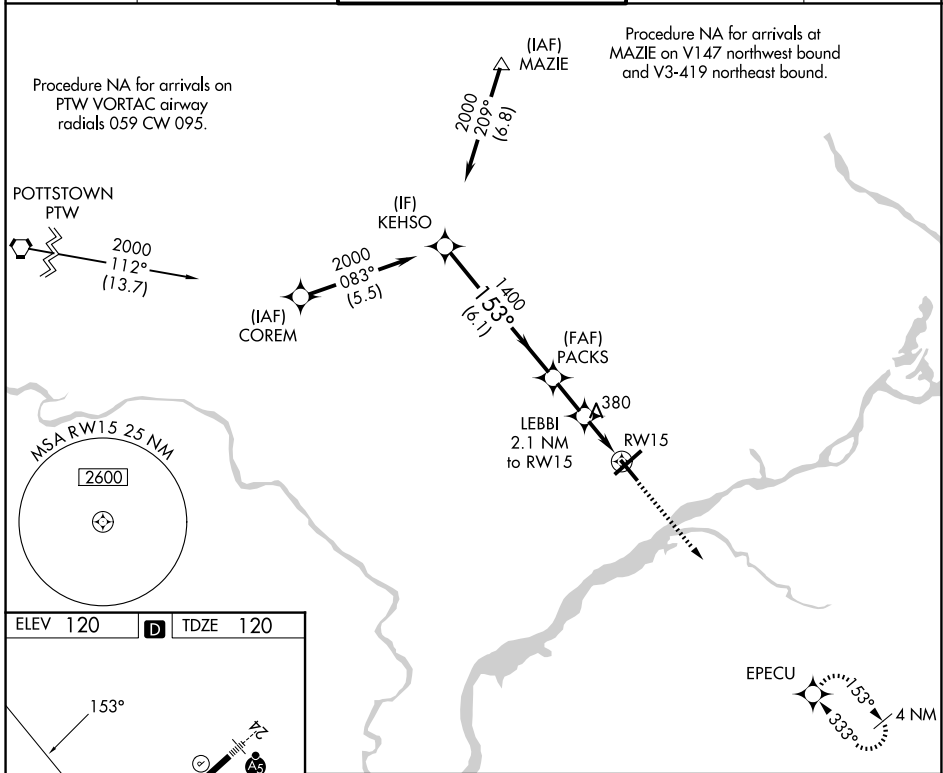 (IAF)
MAZIE
Procedure NA for arrivals at
MAZIE on V147 northwest bound
and V3-419 northeast bound.
Procedure NA for arrivals on
PTW VORTAC airway
radials 059 CW 095.
2000
209°
(6.8)
POTTSTOWN
PTW
2000
112°
(13.7)
(IF)
KEHSO
2000
083°
(5.5)
(IAF)
COREM
1400
153°
(6.1)
(FAF)
PACKS
380
LEBBI
2.1 NM
to RW15
RW15
MSA RW15 25 NM
2600
ELEV 120
D
TDZE 120
153°
24
P
A5
EPECU
153°
333°
4 NM